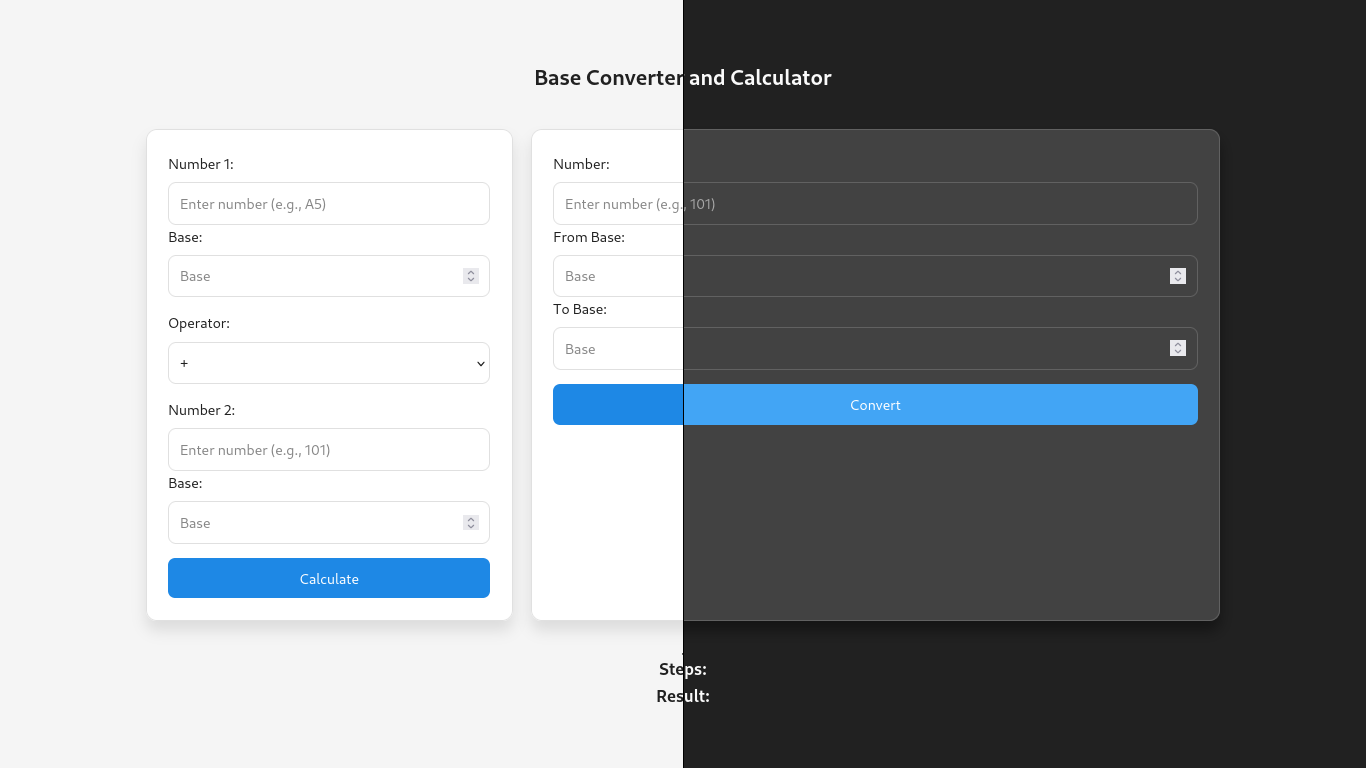 Base Converter and Calculator
Number 1:
Enter number (e.g., A5)
Base:
Base
Operator:
+
Number 2:
Enter number (e.g., 101)
Base:
Base
Calculate
Number:
Enter number (e.g., 101)
From Base:
Base
To Base:
Base
Convert
Steps:
Result: